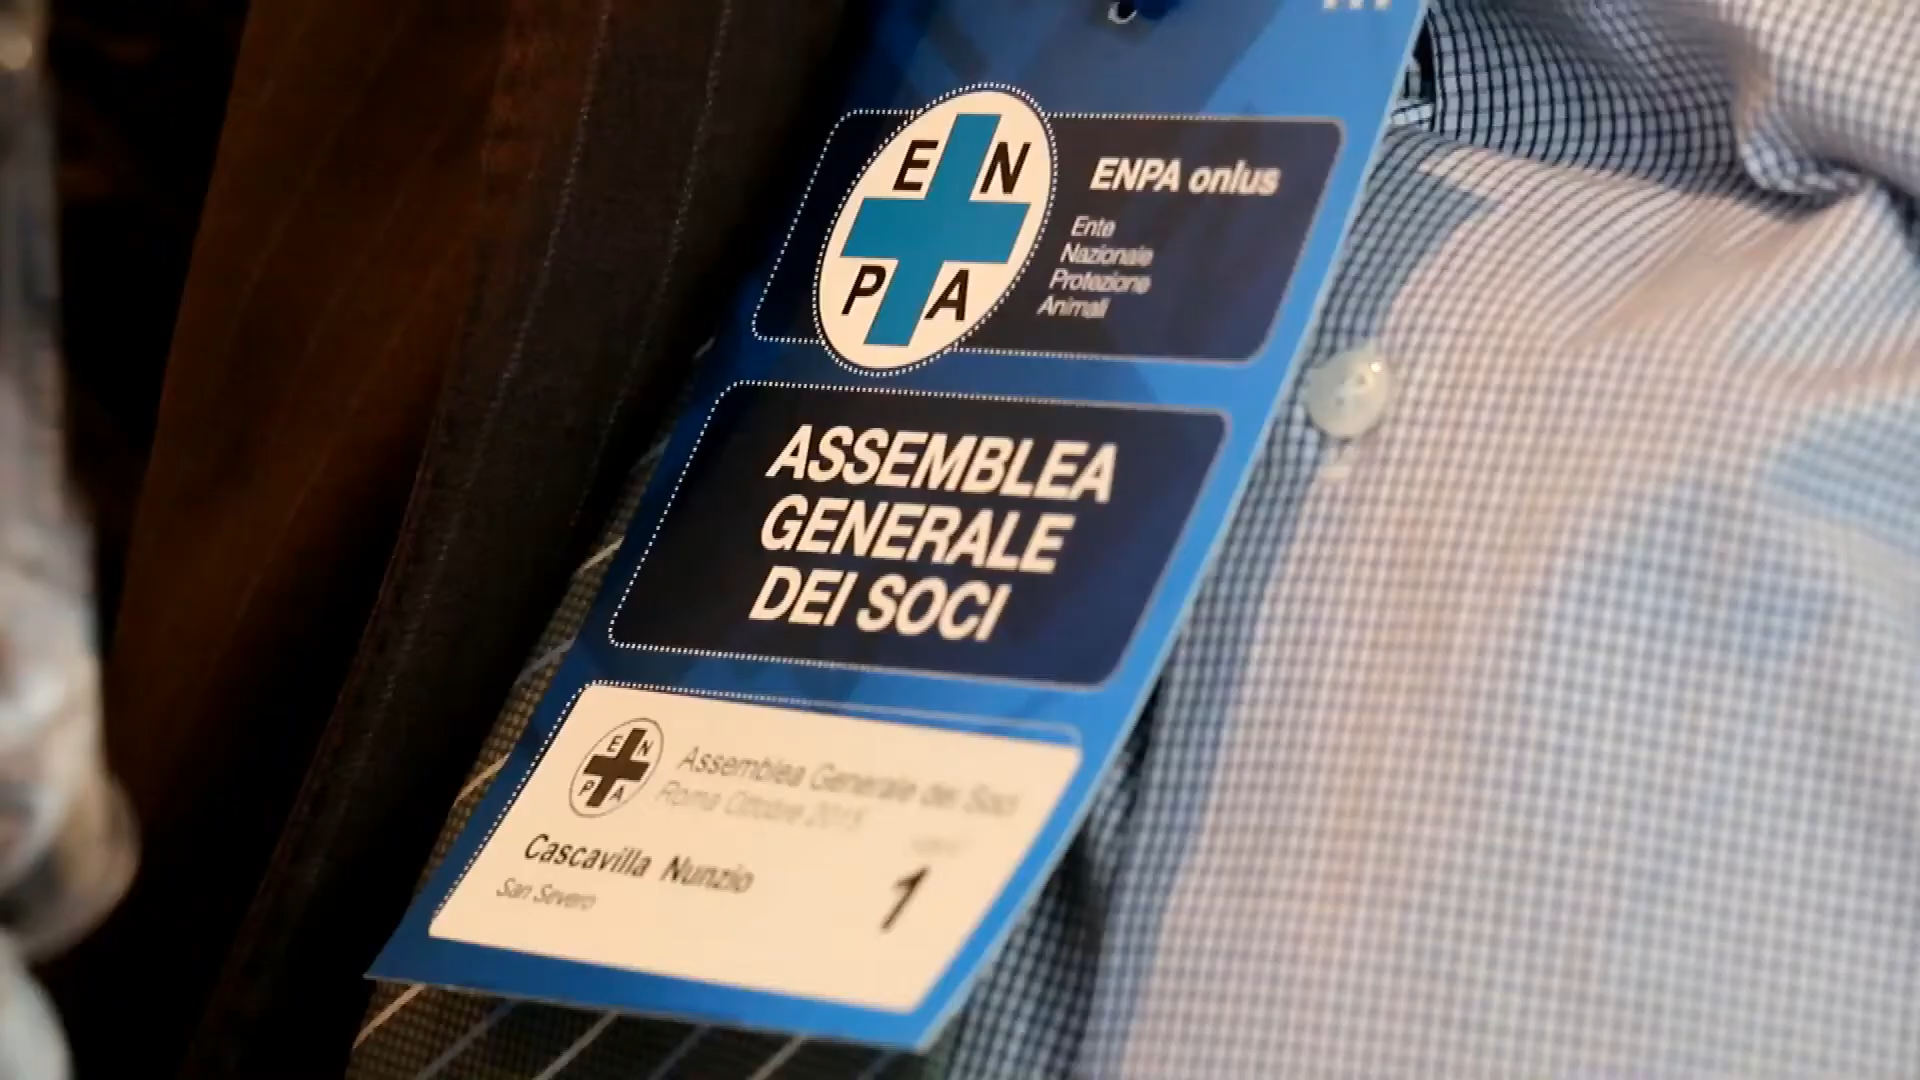 E N
P A
ENPA onlus
Ente
Nazionale
Protezione
Animali
ASSEMBLEA
GENERALE
DEI SOCI
E N
P A
Assemblea Generale dei Soci
Roma Ottobre 2015
Cascavilla Nunzio
San Severo
1